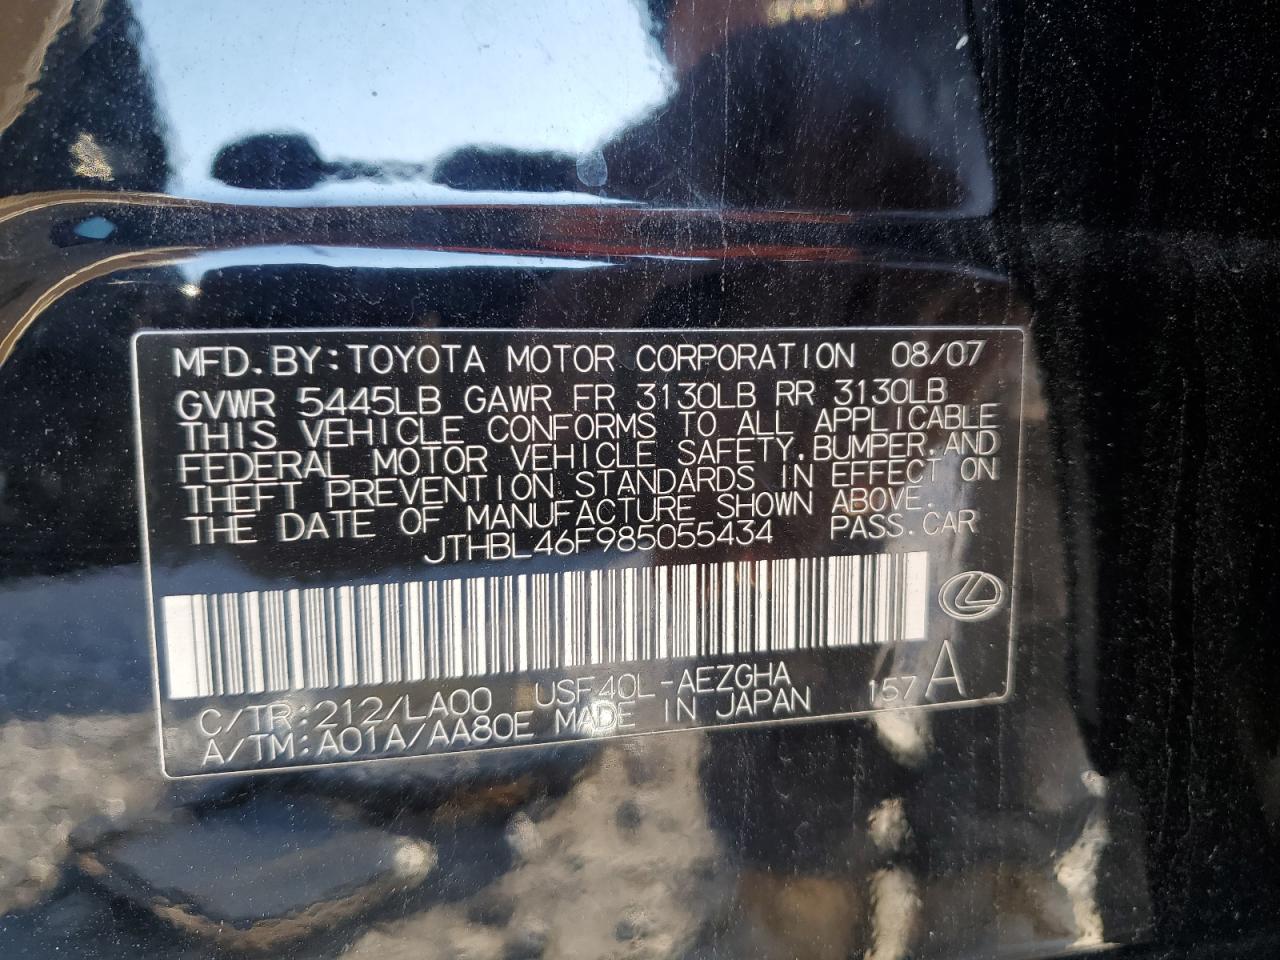 MFD. BY: TOYOTA MOTOR CORPORATION 08/07
GVWR 5445LB GAWR FR 3130LB RR 3130LB
THIS VEHICLE CONFORMS TO ALL APPLICABLE
FEDERAL MOTOR VEHICLE SAFETY, BUMPER, AND
THEFT PREVENTION STANDARDS IN EFFECT ON
THE DATE OF MANUFACTURE SHOWN ABOVE.
JTHBL46F985055434 PASS. CAR
C/TR: 212/LA00 USF40L-AEZGHA 157 A
A/TM: A01A/AA80E MADE IN JAPAN